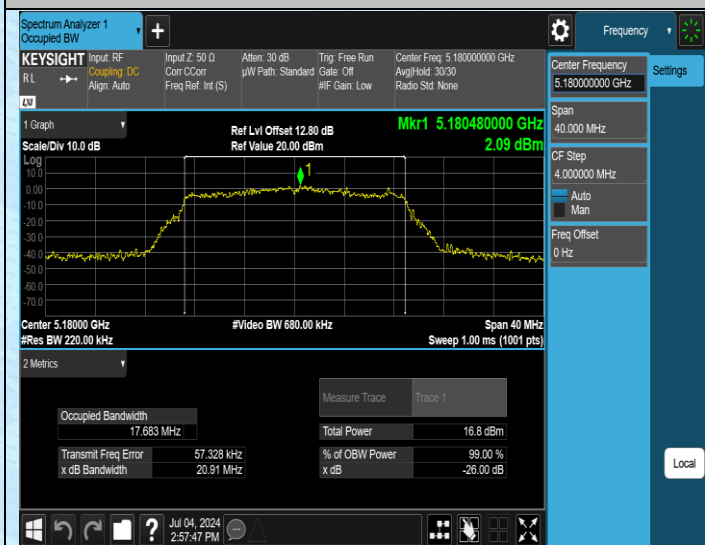 Spectrum Analyzer 1
Occupied BW
Frequency
KEYSIGHT
RL
LXI
Input: RF
Coupling: DC
Align: Auto
Input Z: 50 Ω
Corr CCorr
Freq Ref: Int (S)
Atten: 30 dB
µW Path: Standard
Trig: Free Run
Gate: Off
#IF Gain: Low
Center Freq: 5.180000000 GHz
Avg|Hold: 30/30
Radio Std: None
Center Frequency
5.180000000 GHz
Settings
Span
40.000 MHz
CF Step
4.000000 MHz
Auto
Man
Freq Offset
0 Hz
1 Graph
Ref Lvl Offset 12.80 dB
Mkr1 5.180480000 GHz
Scale/Div 10.0 dB
Ref Value 20.00 dBm
2.09 dBm
Log
10.0
0.00
-10.0
-20.0
-30.0
-40.0
-50.0
-60.0
-70.0
1
Center 5.18000 GHz
#Video BW 680.00 kHz
Span 40 MHz
#Res BW 220.00 kHz
Sweep 1.00 ms (1001 pts)
2 Metrics
Measure Trace
Trace 1
Occupied Bandwidth
17.683 MHz
Total Power
16.8 dBm
Transmit Freq Error
57.328 kHz
% of OBW Power
99.00 %
x dB Bandwidth
20.91 MHz
x dB
-26.00 dB
Local
?
Jul 04, 2024
2:57:47 PM